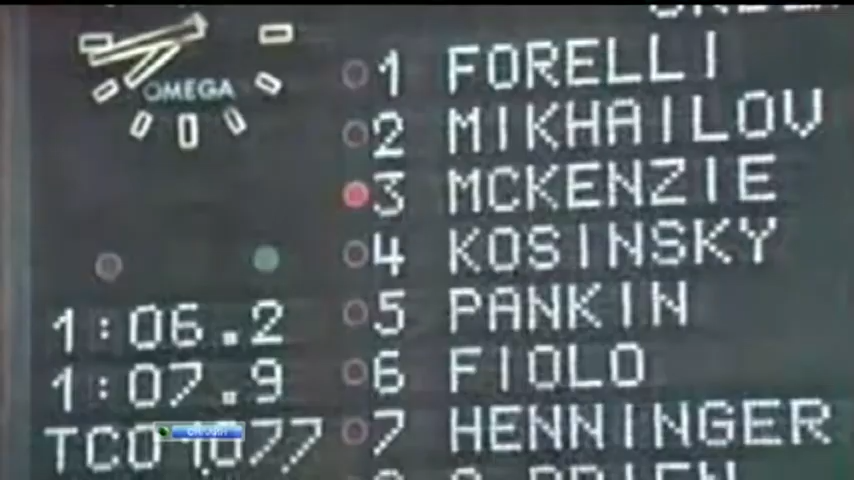 OMEGA
1 FORELLI
2 MIKHAILOV
3 MCKENZIE
4 KOSINSKY
1:06.2 5 PANKIN
1:07.9 6 FIOLO
7 HENNINGER
O BRIEN